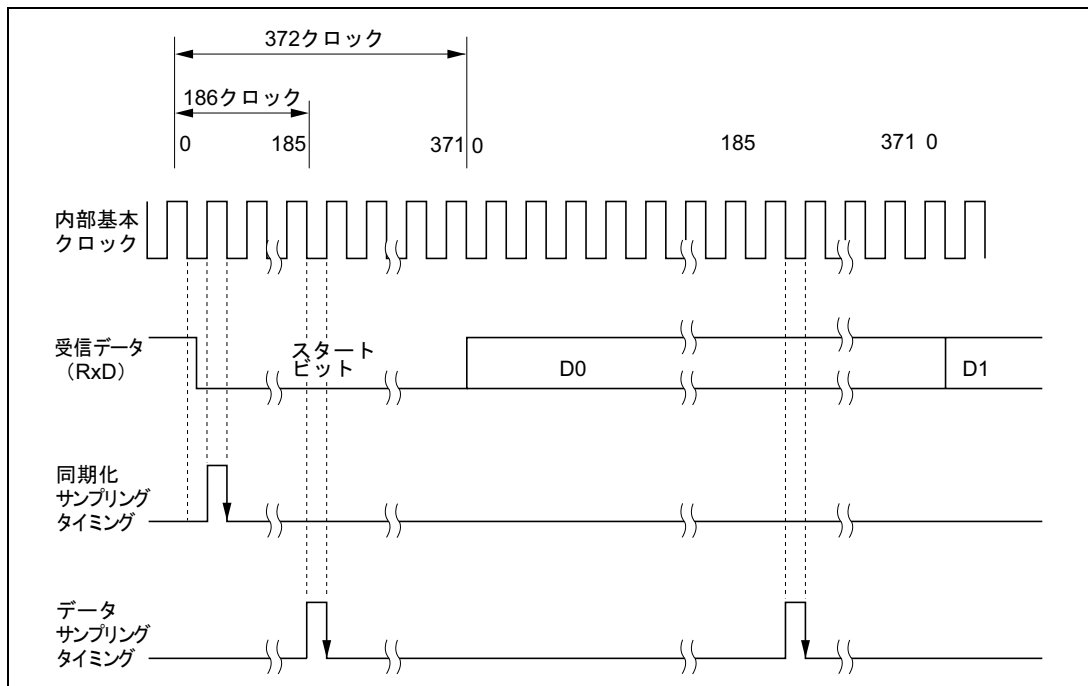 372クロック
186クロック
0 185 371 0 185 371 0
内部基本
クロック
受信データ
（RxD）
スタート
ビット
D0
D1
同期化
サンプリング
タイミング
データ
サンプリング
タイミング